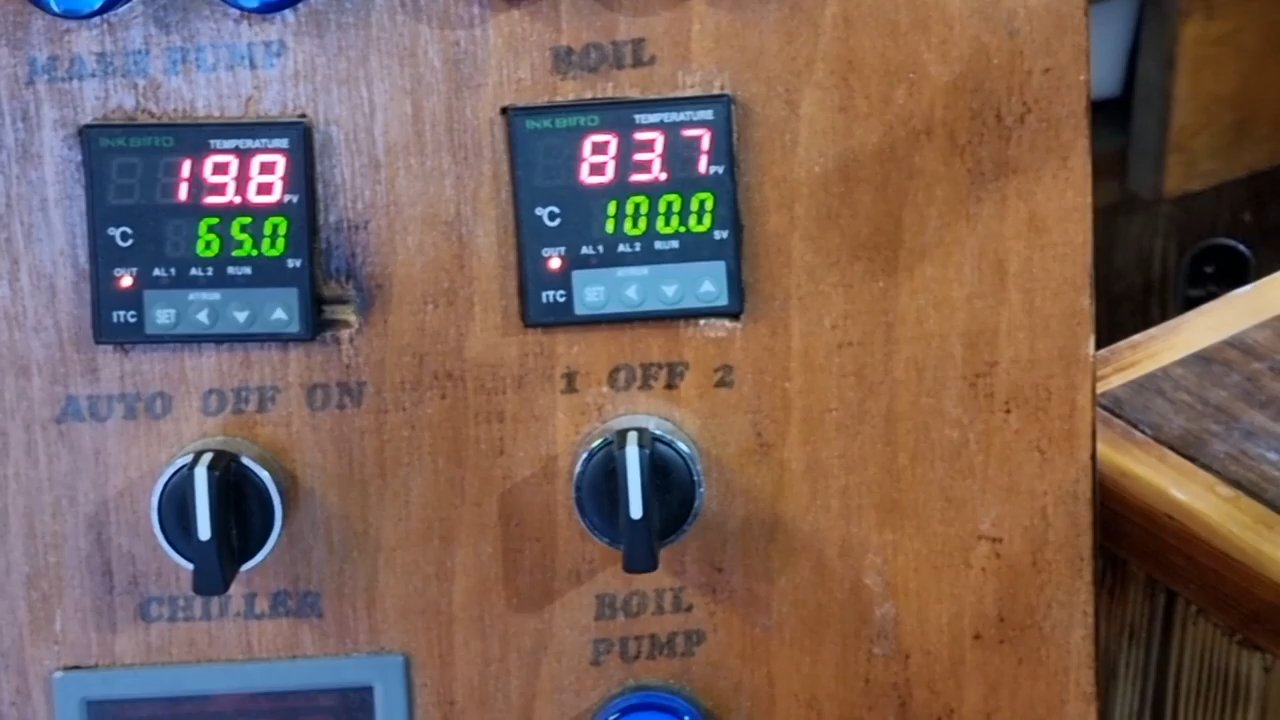 MASH PUMP
BOIL
INKBIRD
TEMPERATURE
19.8
PV
°C
65.0
SV
OUT AL1 AL2 RUN
ATRUN
ITC SET
INKBIRD
TEMPERATURE
83.7
PV
°C
100.0
SV
OUT AL1 AL2 RUN
ATRUN
ITC SET
AUTO OFF ON
1 OFF 2
CHILLER
BOIL
PUMP